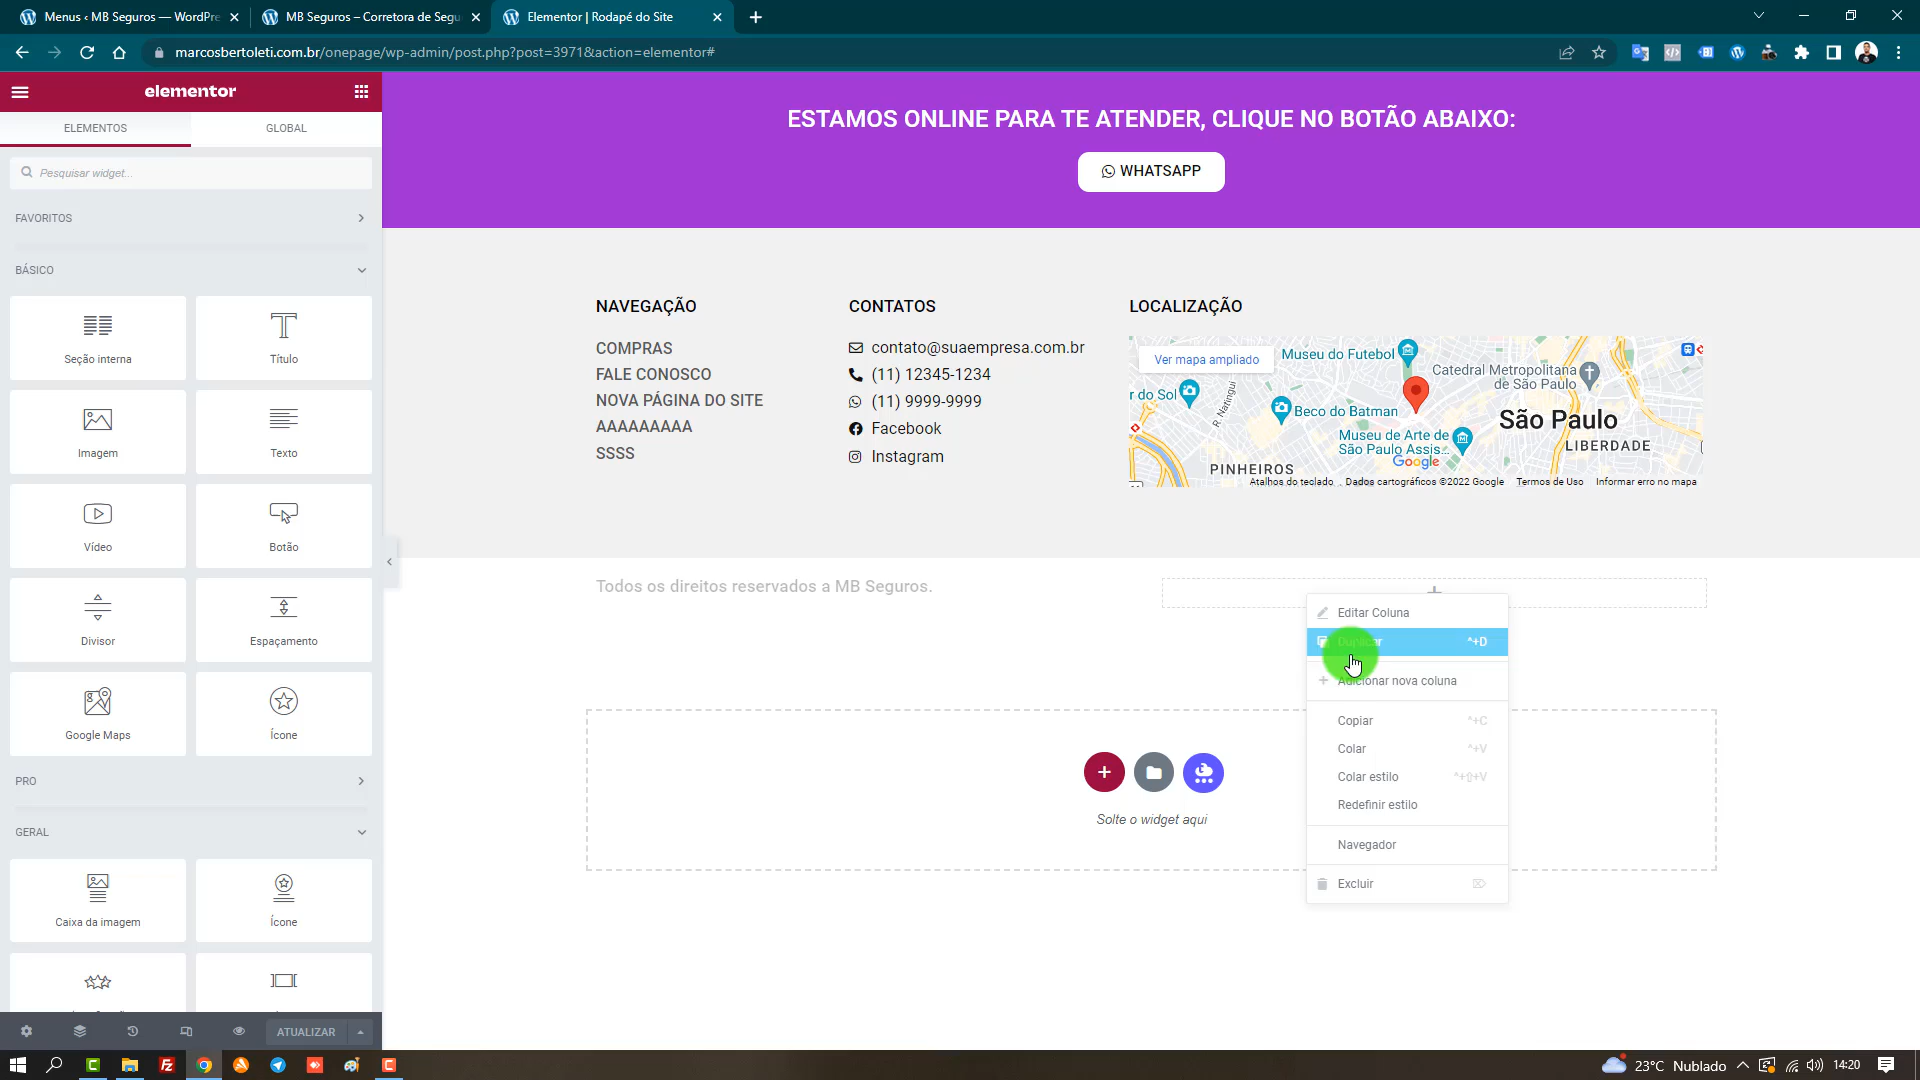 Menus ‹ MB Seguros — WordPre
MB Seguros – Corretora de Segu
Elementor | Rodapé do Site
marcosbertoleti.com.br/onepage/wp-admin/post.php?post=3971&action=elementor#
elementor
ELEMENTOS
GLOBAL
Pesquisar widget...
FAVORITOS
BÁSICO
Seção interna
Título
Imagem
Texto
Vídeo
Botão
Divisor
Espaçamento
Google Maps
Ícone
PRO
GERAL
Caixa da imagem
Ícone
ATUALIZAR
ESTAMOS ONLINE PARA TE ATENDER, CLIQUE NO BOTÃO ABAIXO:
WHATSAPP
NAVEGAÇÃO
COMPRAS
FALE CONOSCO
NOVA PÁGINA DO SITE
AAAAAAAAA
SSSS
CONTATOS
contato@suaempresa.com.br
(11) 12345-1234
(11) 9999-9999
Facebook
Instagram
LOCALIZAÇÃO
Ver mapa ampliado
Museu do Futebol
Catedral Metropolitana
de São Paulo
r do Sol
R. Natingui
Beco do Batman
São Paulo
Museu de Arte de
São Paulo Assis...
LIBERDADE
PINHEIROS
Google
Atalhos do teclado
Dados cartográficos ©2022 Google
Termos de Uso
Informar erro no mapa
Todos os direitos reservados a MB Seguros.
Editar Coluna
Duplicar ^+D
Adicionar nova coluna
Copiar ^+C
Colar ^+V
Colar estilo ^+⇧+V
Redefinir estilo
Navegador
Excluir
Solte o widget aqui
23°C Nublado
14:20